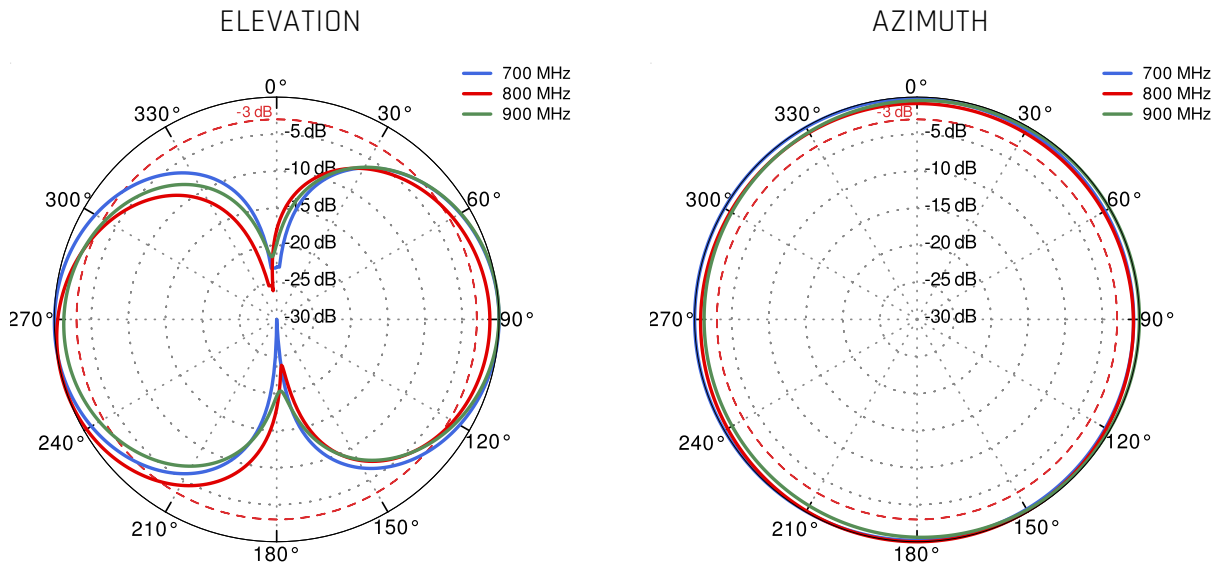 ELEVATION
700 MHz
800 MHz
900 MHz
0°
30°
60°
90°
120°
150°
180°
210°
240°
270°
300°
330°
-3 dB
-5 dB
-10 dB
-15 dB
-20 dB
-25 dB
-30 dB
AZIMUTH
700 MHz
800 MHz
900 MHz
0°
30°
60°
90°
120°
150°
180°
210°
240°
270°
300°
330°
-3 dB
-5 dB
-10 dB
-15 dB
-20 dB
-25 dB
-30 dB